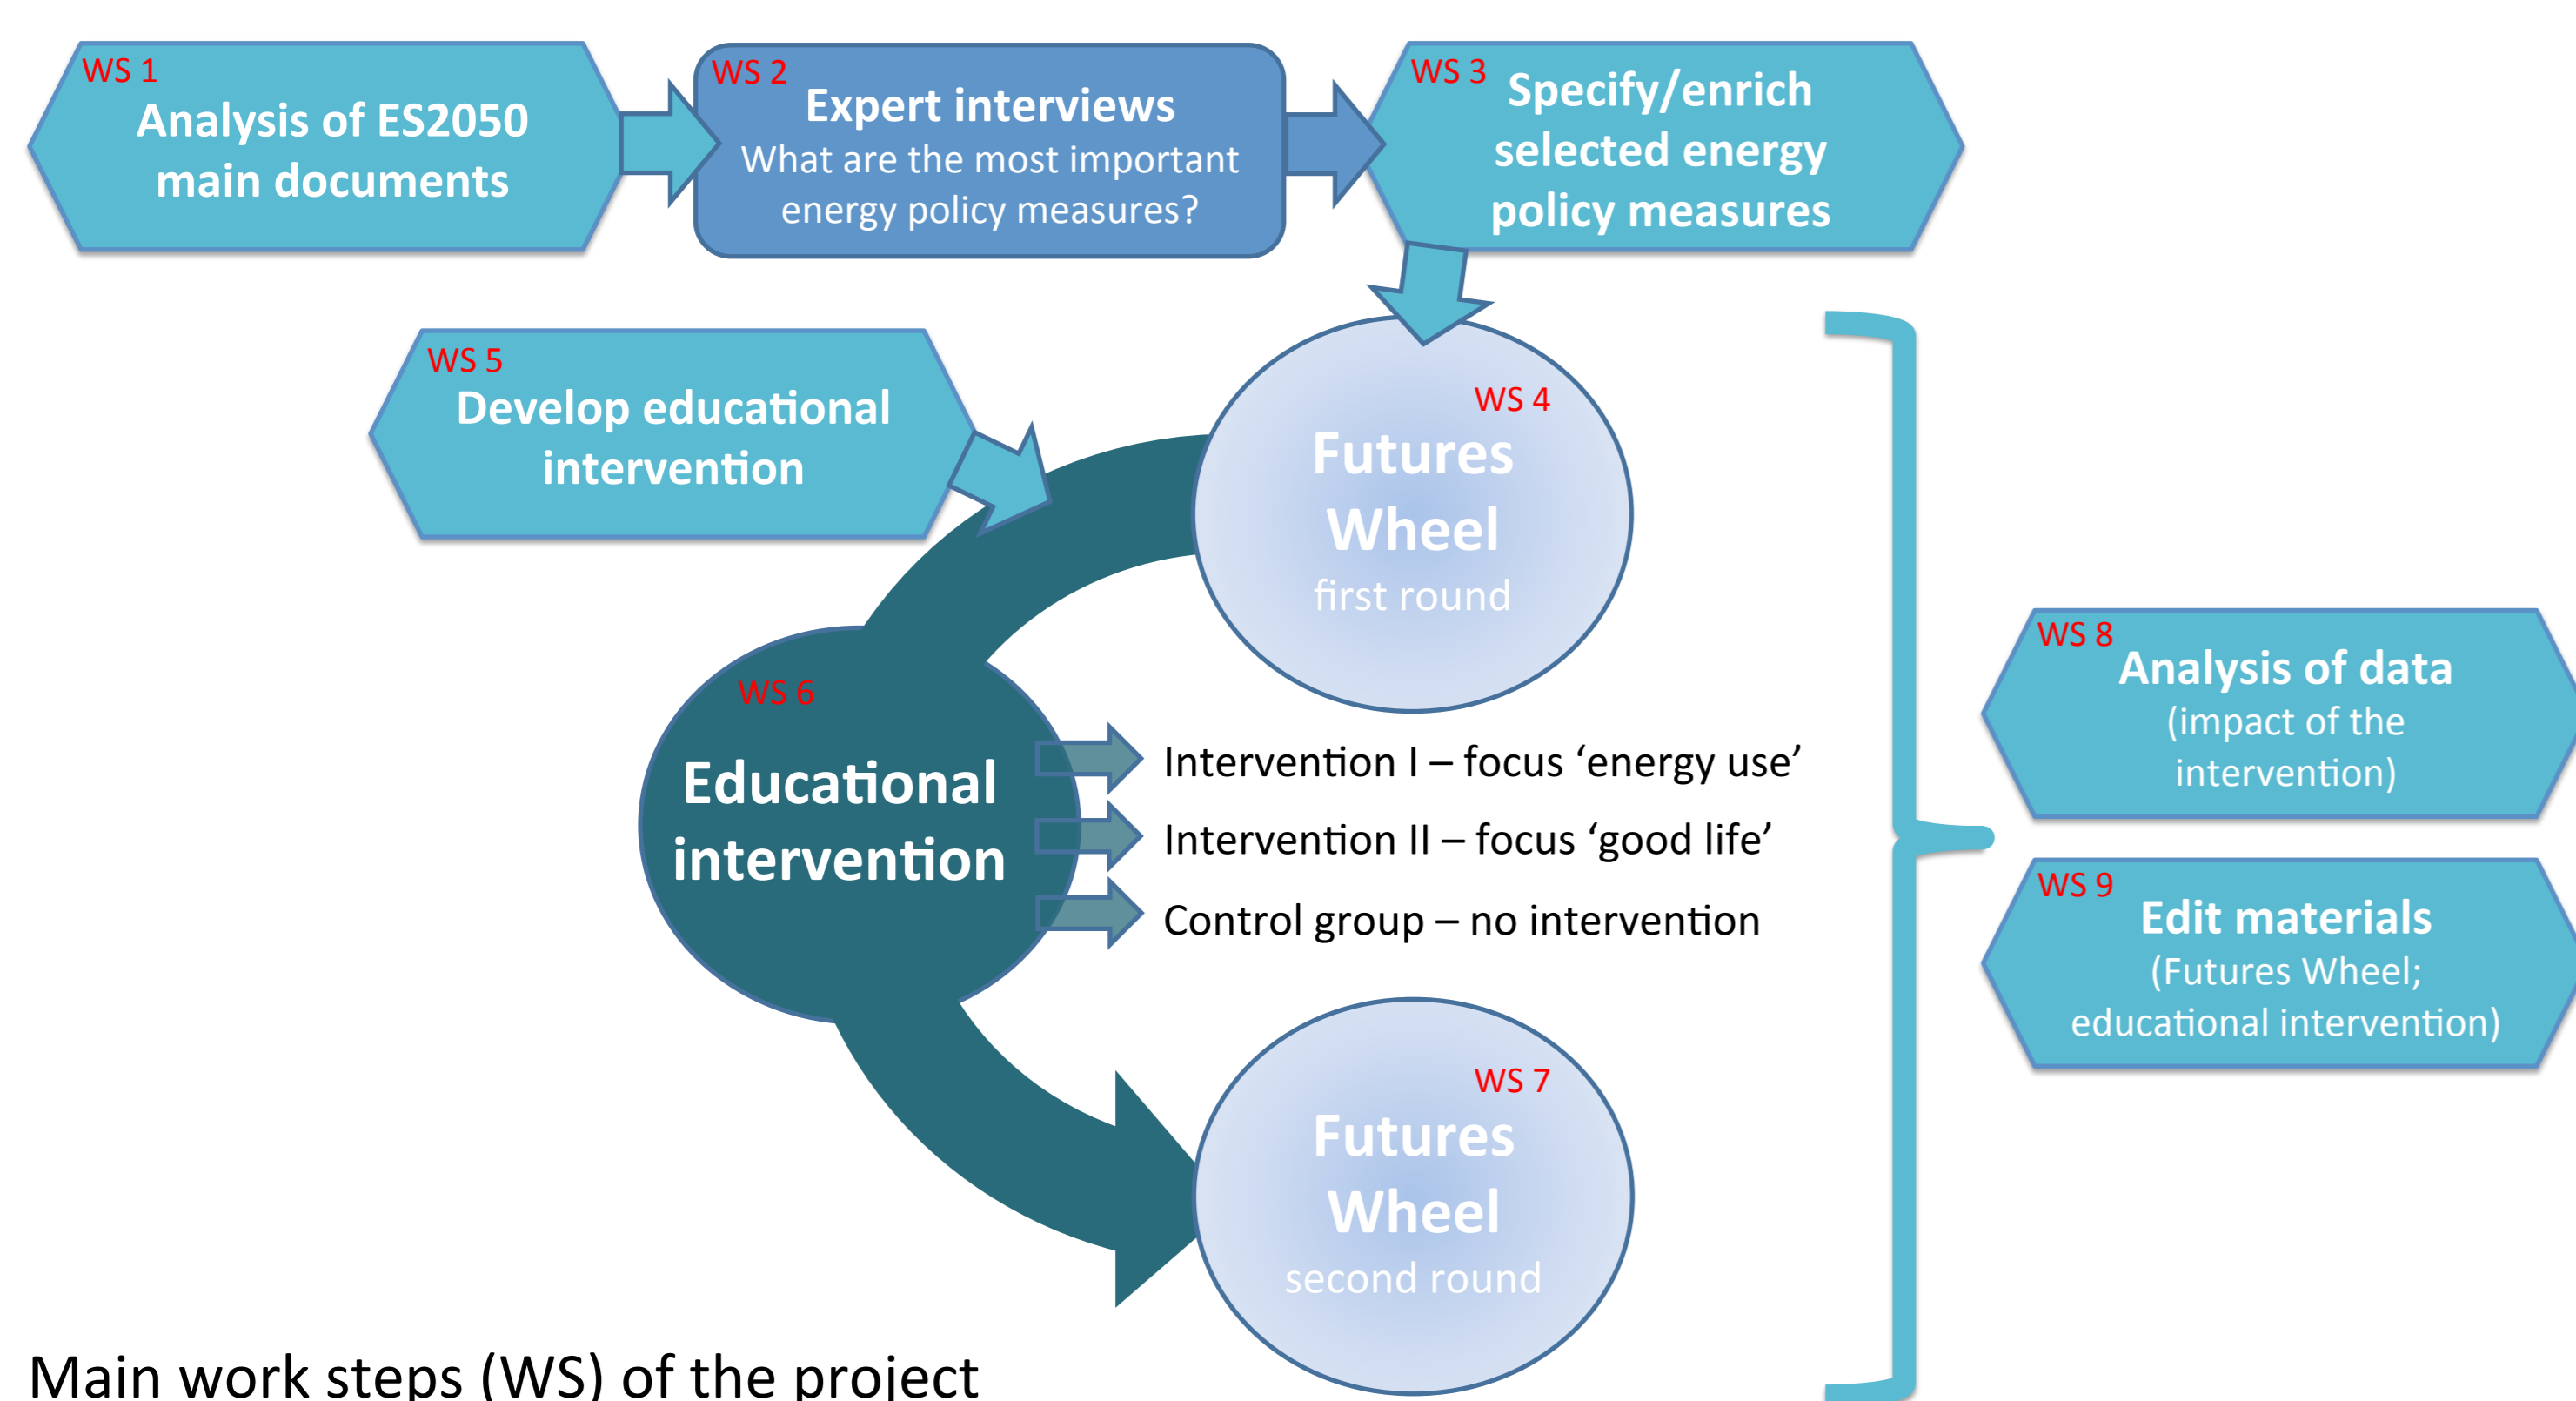 WS 1
Analysis of ES2050
main documents
WS 2
Expert interviews
What are the most important
energy policy measures?
WS 3
Specify/enrich
selected energy
policy measures
WS 5
Develop educational
intervention
WS 4
Futures
Wheel
first round
WS 6
Educational
intervention
Intervention I – focus ‘energy use’
Intervention II – focus ‘good life’
Control group – no intervention
WS 7
Futures
Wheel
second round
WS 8
Analysis of data
(impact of the
intervention)
WS 9
Edit materials
(Futures Wheel;
educational intervention)
Main work steps (WS) of the project